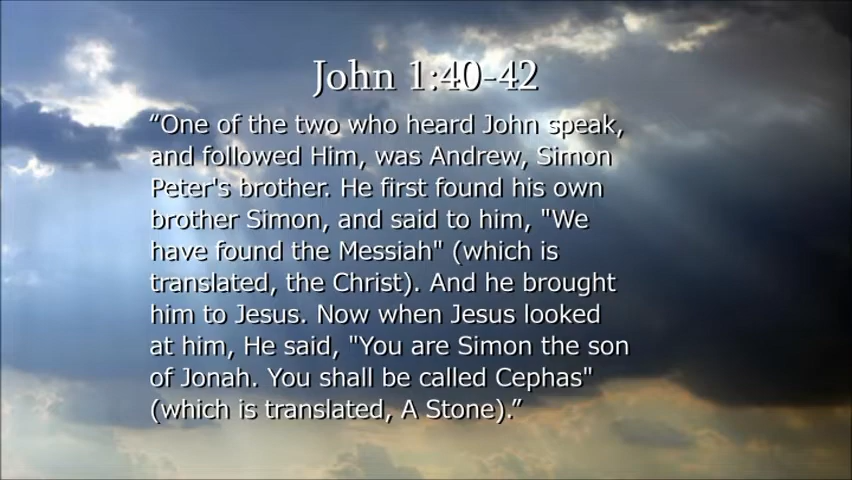 John 1:40-42
“One of the two who heard John speak,
and followed Him, was Andrew, Simon
Peter's brother. He first found his own
brother Simon, and said to him, "We
have found the Messiah" (which is
translated, the Christ). And he brought
him to Jesus. Now when Jesus looked
at him, He said, "You are Simon the son
of Jonah. You shall be called Cephas"
(which is translated, A Stone).”